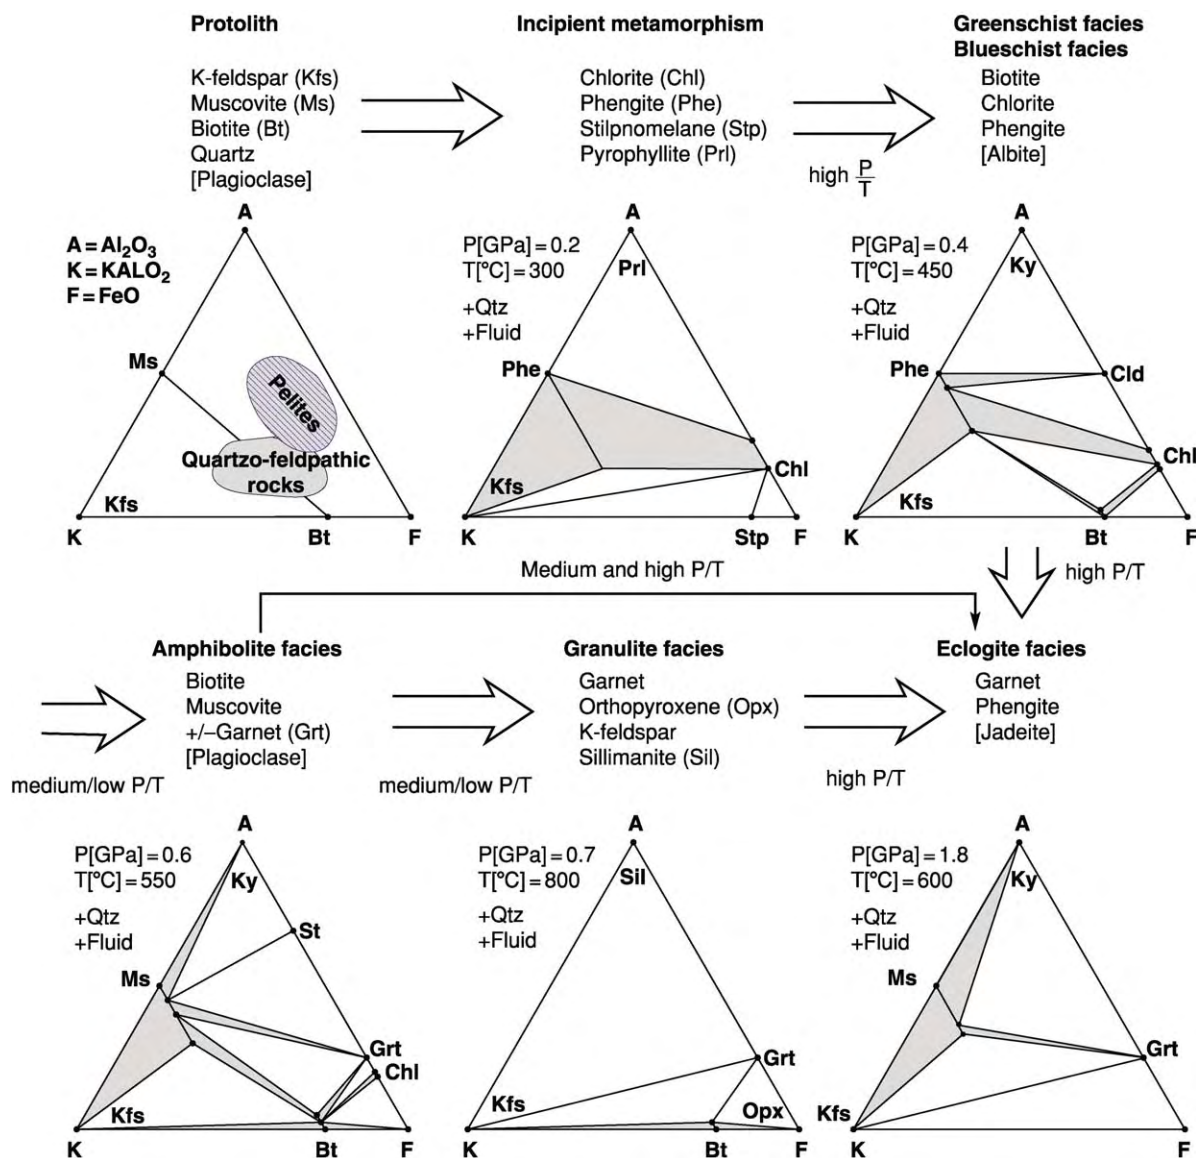 Protolith
K-feldspar (Kfs)
Muscovite (Ms)
Biotite (Bt)
Quartz
[Plagioclase]
Incipient metamorphism
Chlorite (Chl)
Phengite (Phe)
Stilpnomelane (Stp)
Pyrophyllite (Prl)
high P/T
Greenschist facies
Blueschist facies
Biotite
Chlorite
Phengite
[Albite]
A = Al₂O₃
K = KALO₂
F = FeO
A
Ms
Pelites
Quartzo-feldpathic
rocks
Kfs
K
Bt
F
P[GPa] = 0.2
T[°C] = 300
+Qtz
+Fluid
A
Prl
Phe
Kfs
Chl
K
Stp
F
P[GPa] = 0.4
T[°C] = 450
+Qtz
+Fluid
A
Ky
Phe
Cld
Chl
Kfs
K
Bt
F
Medium and high P/T
high P/T
Amphibolite facies
Biotite
Muscovite
+/–Garnet (Grt)
[Plagioclase]
medium/low P/T
Granulite facies
Garnet
Orthopyroxene (Opx)
K-feldspar
Sillimanite (Sil)
medium/low P/T
Eclogite facies
Garnet
Phengite
[Jadeite]
high P/T
P[GPa] = 0.6
T[°C] = 550
+Qtz
+Fluid
A
Ky
St
Ms
Grt
Chl
Kfs
K
Bt
F
P[GPa] = 0.7
T[°C] = 800
+Qtz
+Fluid
A
Sil
Grt
Kfs
Opx
K
Bt
F
P[GPa] = 1.8
T[°C] = 600
+Qtz
+Fluid
A
Ky
Ms
Grt
Kfs
K
F